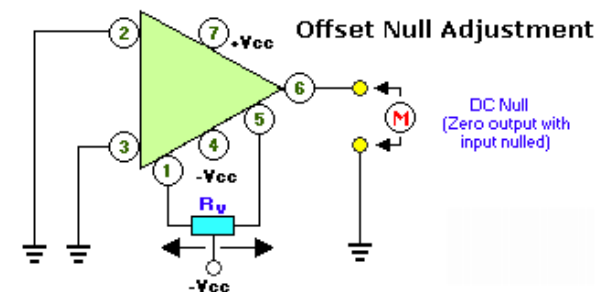 Offset Null Adjustment
2
7
+Vcc
6
M
DC Null
(Zero output with
input nulled)
5
3
4
1
-Vcc
Rv
-Vcc